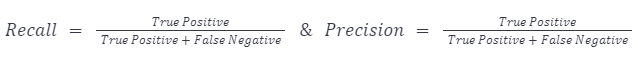 Recall = True Positive / True Positive + False Negative & Precision = True Positive / True Positive + False Negative